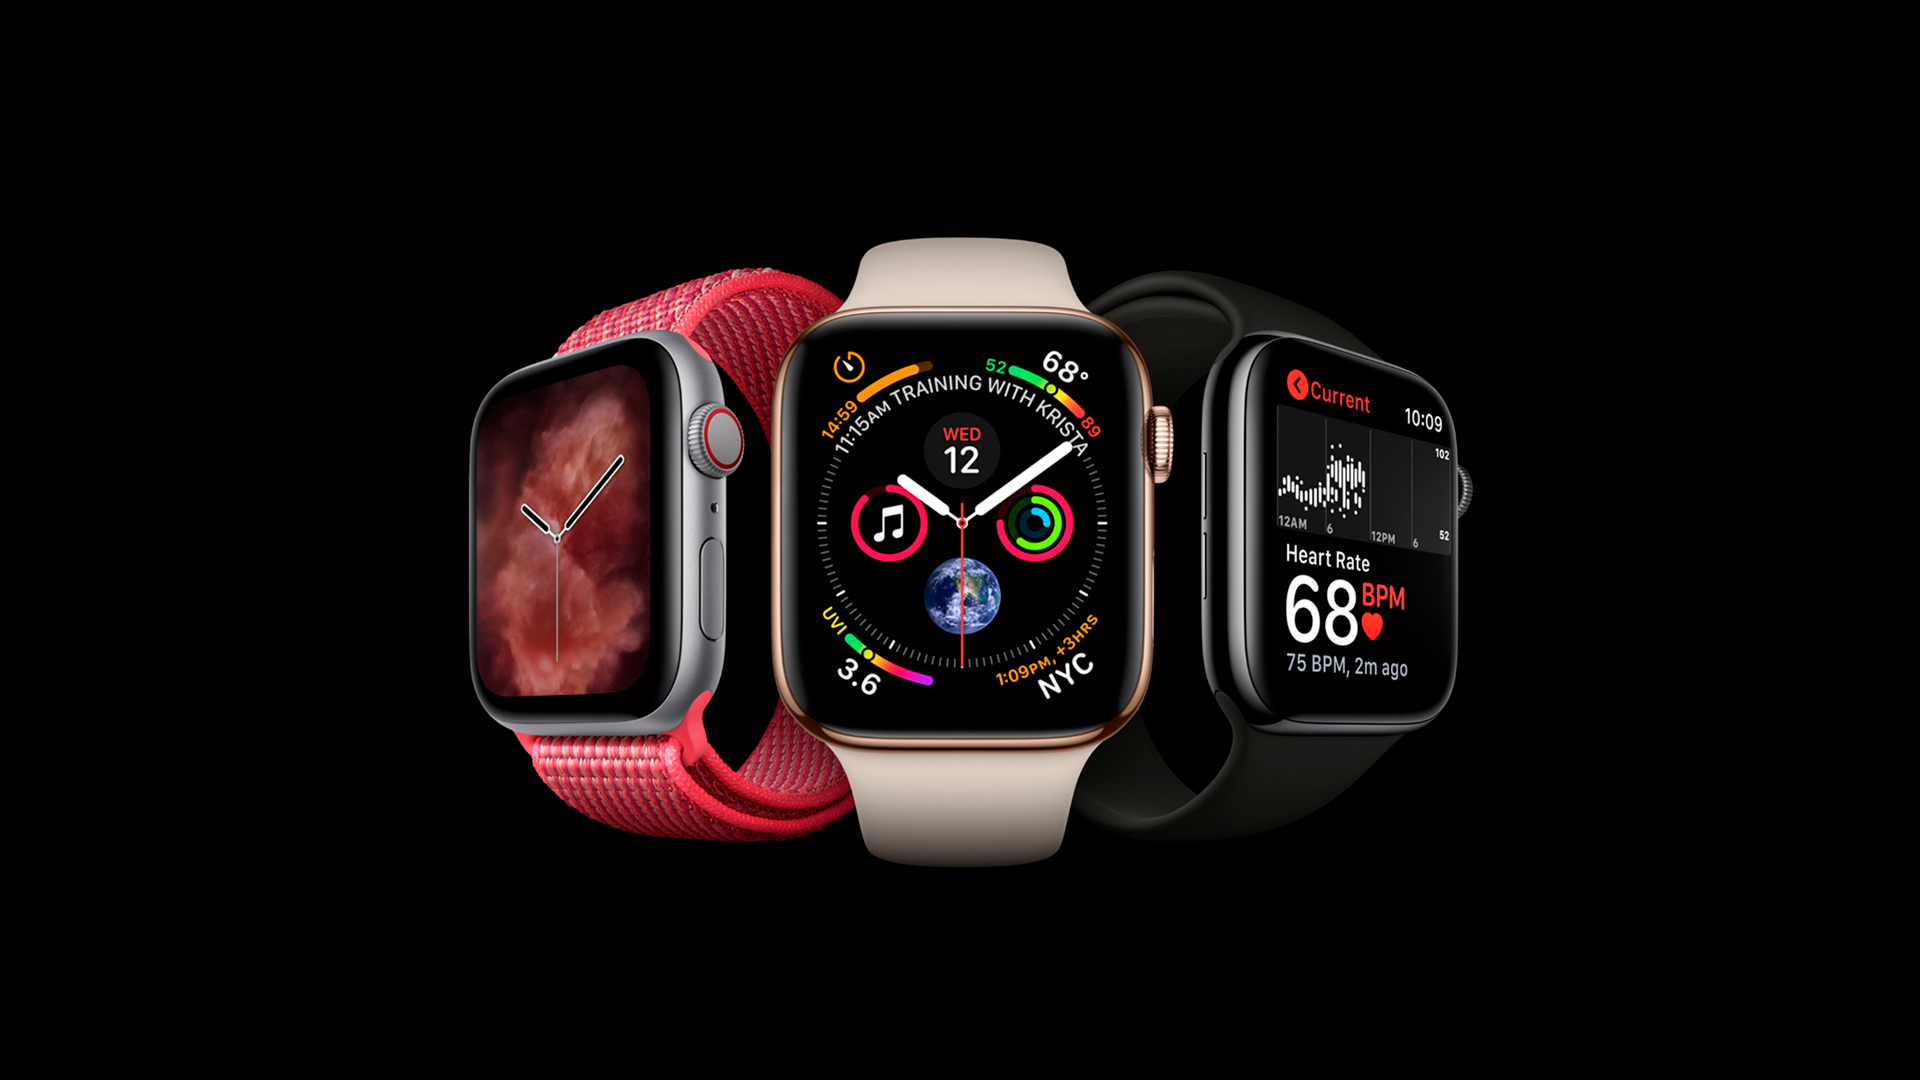 14:59
52
68°
89
11:15AM TRAINING WITH KRISTA
WED
12
UVI
3.6
1:09PM, +3HRS
NYC
Current
10:09
102
12AM
6
12PM
6
52
Heart Rate
68 BPM
75 BPM, 2m ago